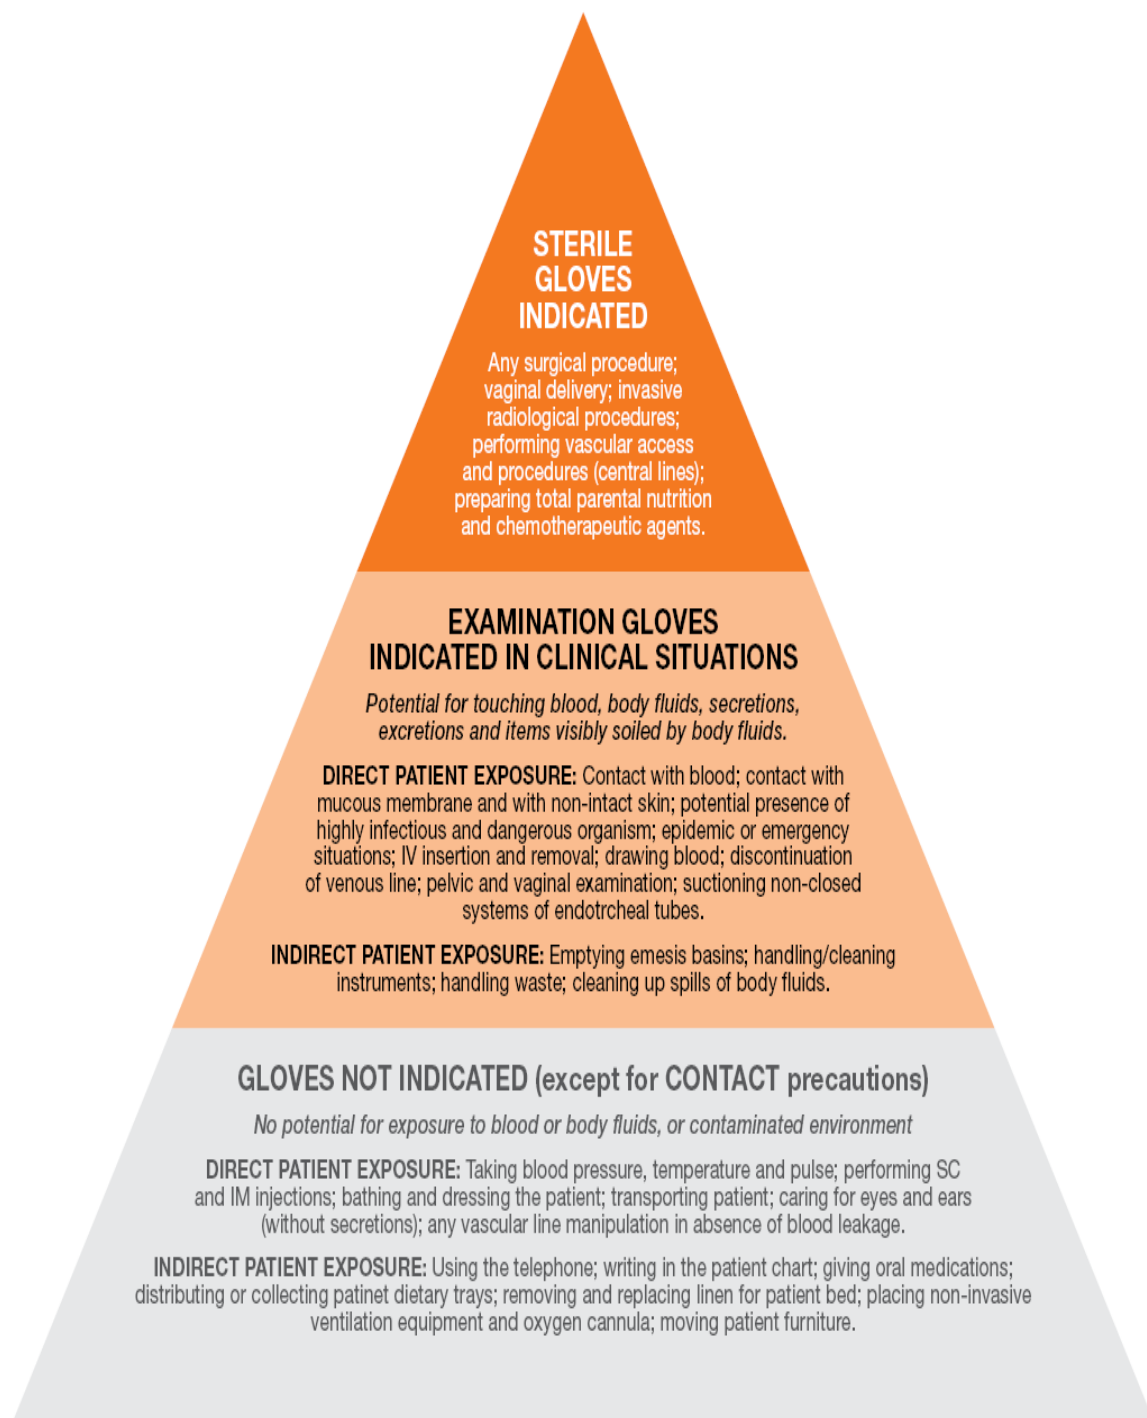 STERILE
GLOVES
INDICATED
Any surgical procedure;
vaginal delivery; invasive
radiological procedures;
performing vascular access
and procedures (central lines);
preparing total parental nutrition
and chemotherapeutic agents.
EXAMINATION GLOVES
INDICATED IN CLINICAL SITUATIONS
Potential for touching blood, body fluids, secretions,
excretions and items visibly soiled by body fluids.
DIRECT PATIENT EXPOSURE: Contact with blood; contact with
mucous membrane and with non-intact skin; potential presence of
highly infectious and dangerous organism; epidemic or emergency
situations; IV insertion and removal; drawing blood; discontinuation
of venous line; pelvic and vaginal examination; suctioning non-closed
systems of endotrcheal tubes.
INDIRECT PATIENT EXPOSURE: Emptying emesis basins; handling/cleaning
instruments; handling waste; cleaning up spills of body fluids.
GLOVES NOT INDICATED (except for CONTACT precautions)
No potential for exposure to blood or body fluids, or contaminated environment
DIRECT PATIENT EXPOSURE: Taking blood pressure, temperature and pulse; performing SC
and IM injections; bathing and dressing the patient; transporting patient; caring for eyes and ears
(without secretions); any vascular line manipulation in absence of blood leakage.
INDIRECT PATIENT EXPOSURE: Using the telephone; writing in the patient chart; giving oral medications;
distributing or collecting patinet dietary trays; removing and replacing linen for patient bed; placing non-invasive
ventilation equipment and oxygen cannula; moving patient furniture.